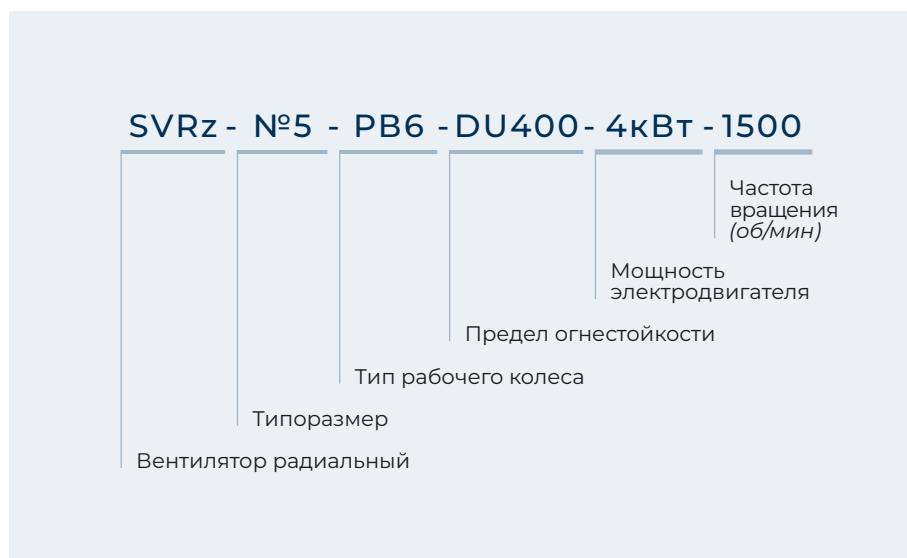 SVRz - №5 - РВ6 -DU400- 4кВт -1500
Частота
вращения
(об/мин)
Мощность
электродвигателя
Предел огнестойкости
Тип рабочего колеса
Типоразмер
Вентилятор радиальный